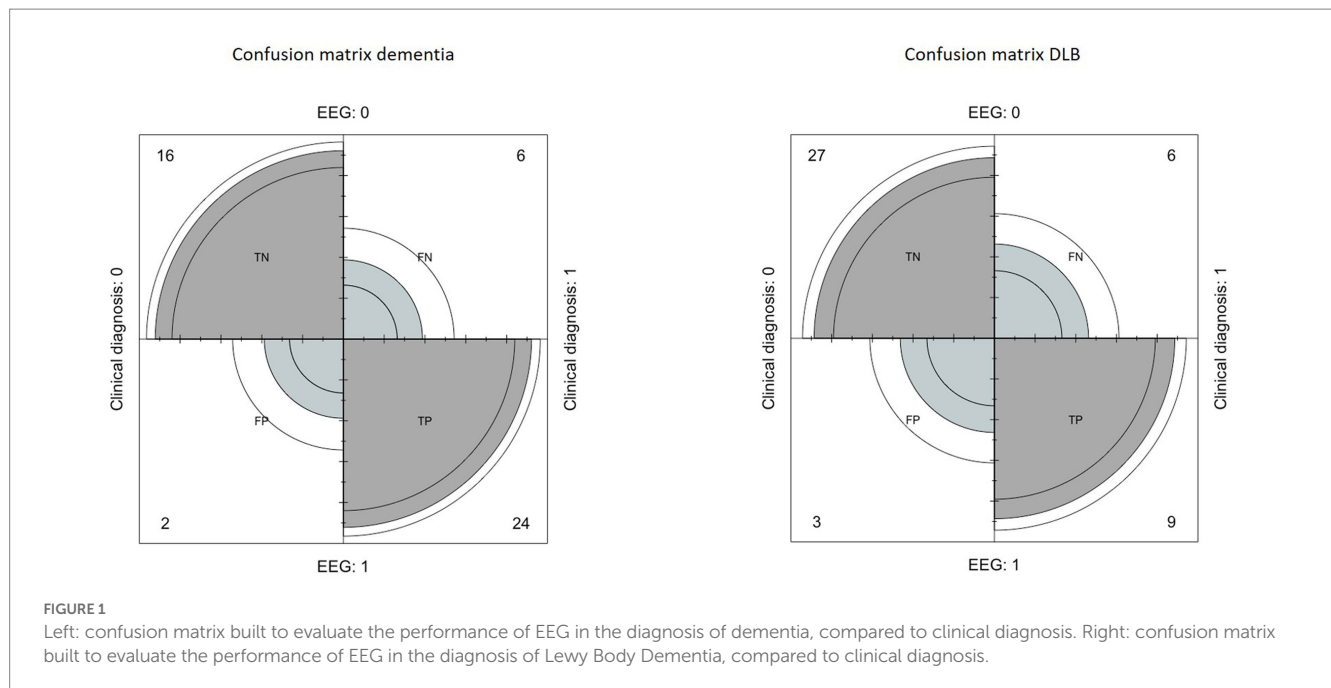 Confusion matrix dementia
Confusion matrix DLB
EEG: 0
EEG: 0
16
6
27
6
TN
FN
TN
FN
Clinical diagnosis: 0
Clinical diagnosis: 1
Clinical diagnosis: 0
Clinical diagnosis: 1
FP
TP
FP
TP
2
24
3
9
EEG: 1
EEG: 1
FIGURE 1
Left: confusion matrix built to evaluate the performance of EEG in the diagnosis of dementia, compared to clinical diagnosis. Right: confusion matrix
built to evaluate the performance of EEG in the diagnosis of Lewy Body Dementia, compared to clinical diagnosis.